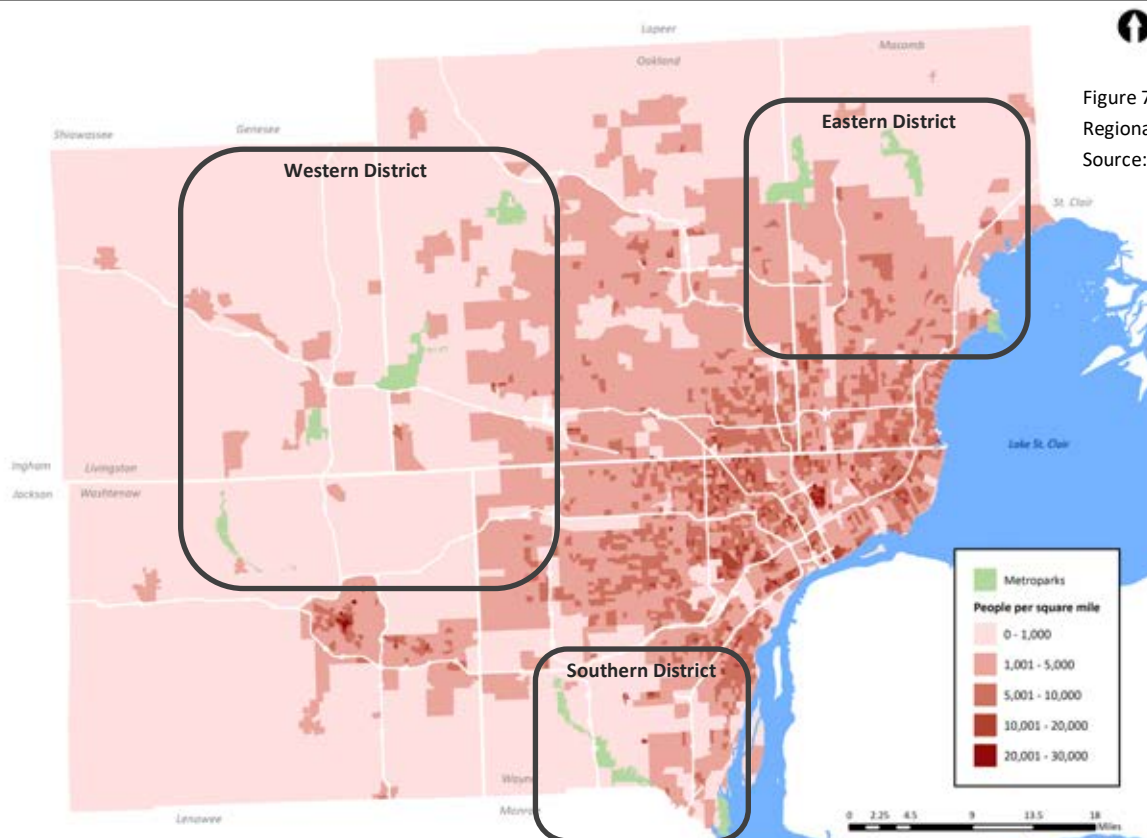 Lapeer
Oakland
Macomb
Figure 7
Regiona
Source:
Shiawassee
Genesee
Eastern District
Western District
St. Clair
Lake St. Clair
Ingham
Livingston
Jackson
Washtenaw
Metroparks
People per square mile
0 - 1,000
1,001 - 5,000
5,001 - 10,000
10,001 - 20,000
20,001 - 30,000
Southern District
Wayne
Monroe
Lenawee
0 2.25 4.5 9 13.5 18
Miles